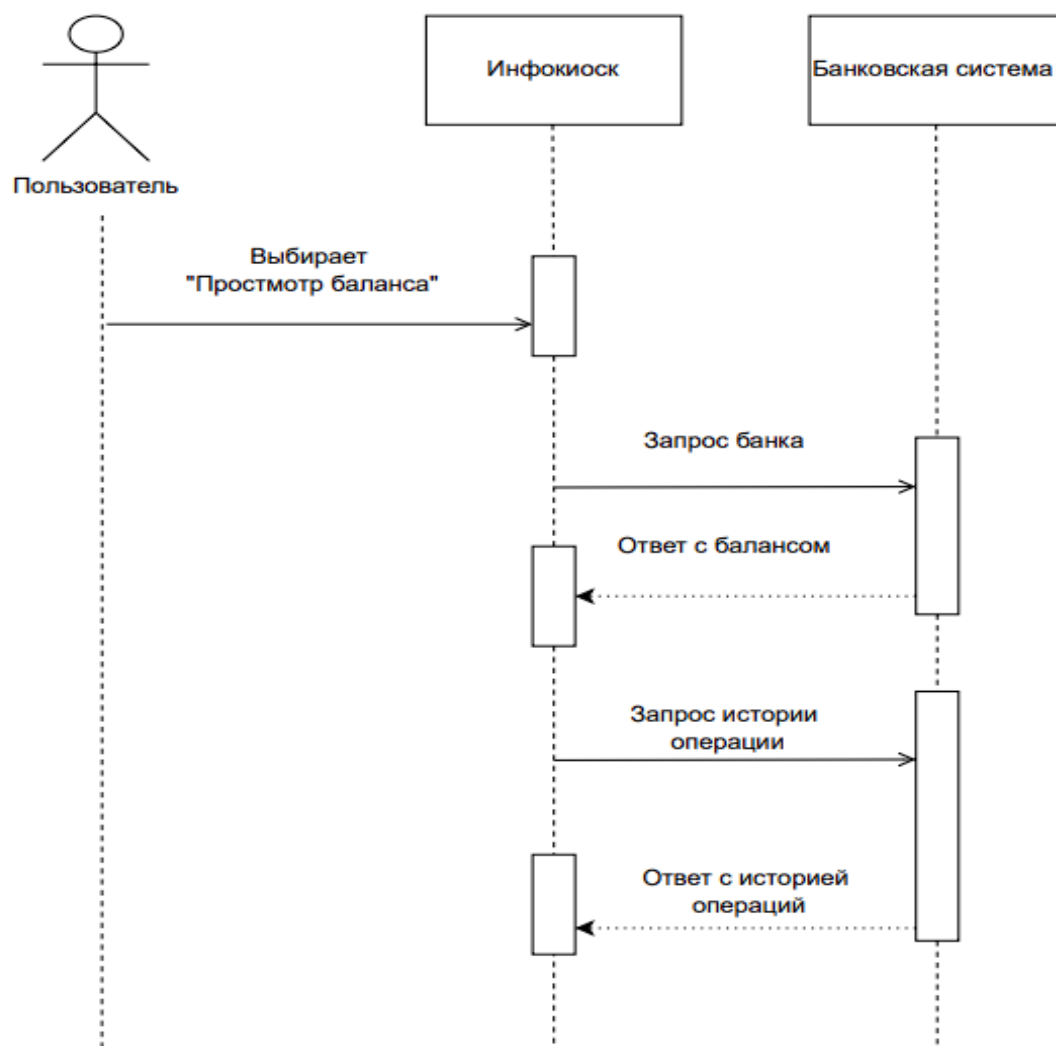 Инфокиоск
Банковская система
Пользователь
Выбирает
"Простмотр баланса"
Запрос банка
Ответ с балансом
Запрос истории
операции
Ответ с историей
операций